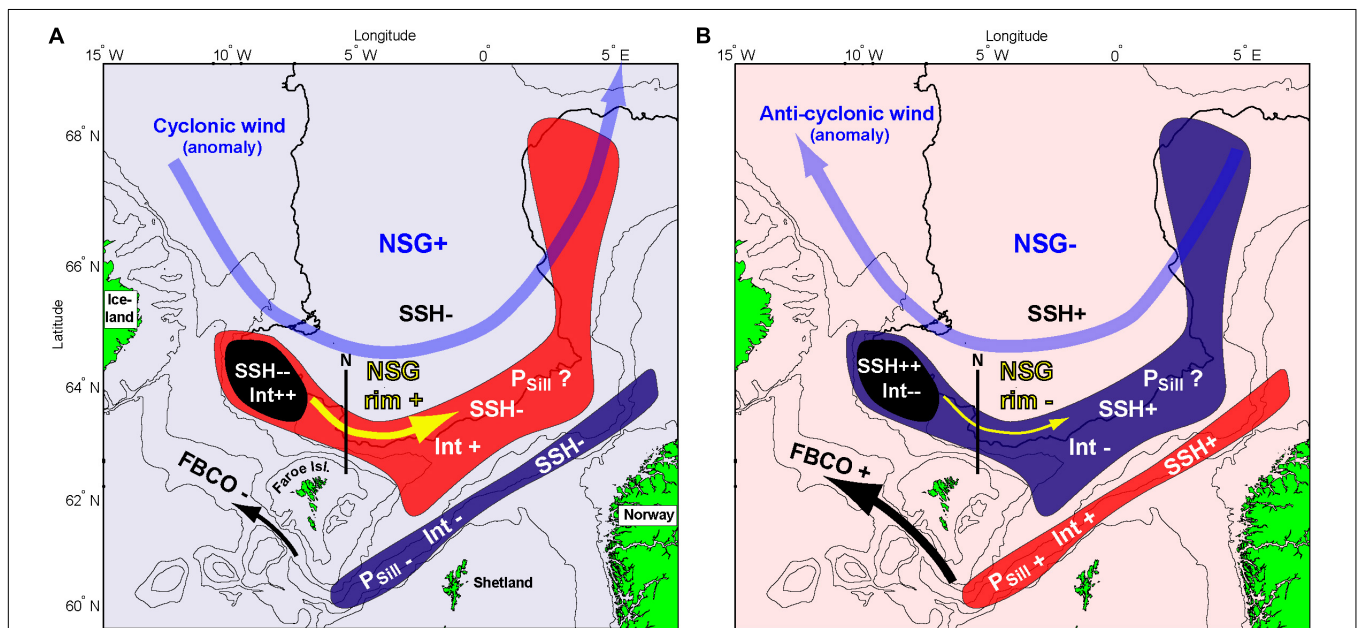 A
Longitude
15° W
10° W
5° W
0°
5° E
Latitude
68° N
66° N
64° N
62° N
60° N
Cyclonic wind
(anomaly)
NSG+
SSH-
Ice-
land
SSH--
Int++
N
NSG
rim +
PSill ?
SSH-
Int +
FBCO -
Faroe Isl.
SSH-
Int -
PSill -
Shetland
Norway
B
Longitude
15° W
10° W
5° W
0°
5° E
Anti-cyclonic wind
(anomaly)
NSG-
SSH+
SSH++
Int--
N
NSG
rim -
PSill ?
SSH+
Int -
FBCO +
SSH+
Int +
PSill +